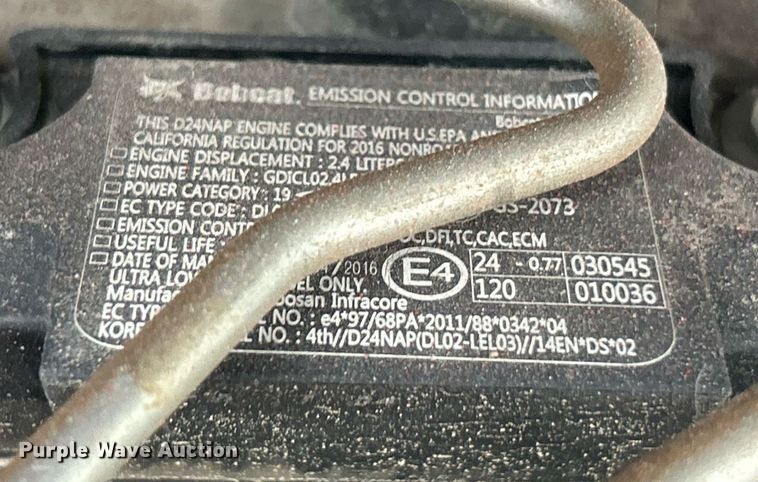 Bobcat. EMISSION CONTROL INFORMATION
THIS D24NAP ENGINE COMPLIES WITH U.S.EPA AN
CALIFORNIA REGULATION FOR 2016 NONRO
ENGINE DISPLACEMENT : 2.4 LITER
ENGINE FAMILY : GDICL02.4
POWER CATEGORY : 19
EC TYPE CODE : -2073
EMISSION CONT C,DFI,TC,CAC,ECM
USEFUL LIFE
DATE OF MA /2016 E4 24 - 0.77 030545
ULTRA LOW EL ONLY. 120 010036
Manufac oosan Infracore
EC TYP NO. : e4*97/68PA*2011/88*0342*04
KORE L NO. : 4th//D24NAP(DL02-LEL03)//14EN*DS*02
Purple Wave Auction